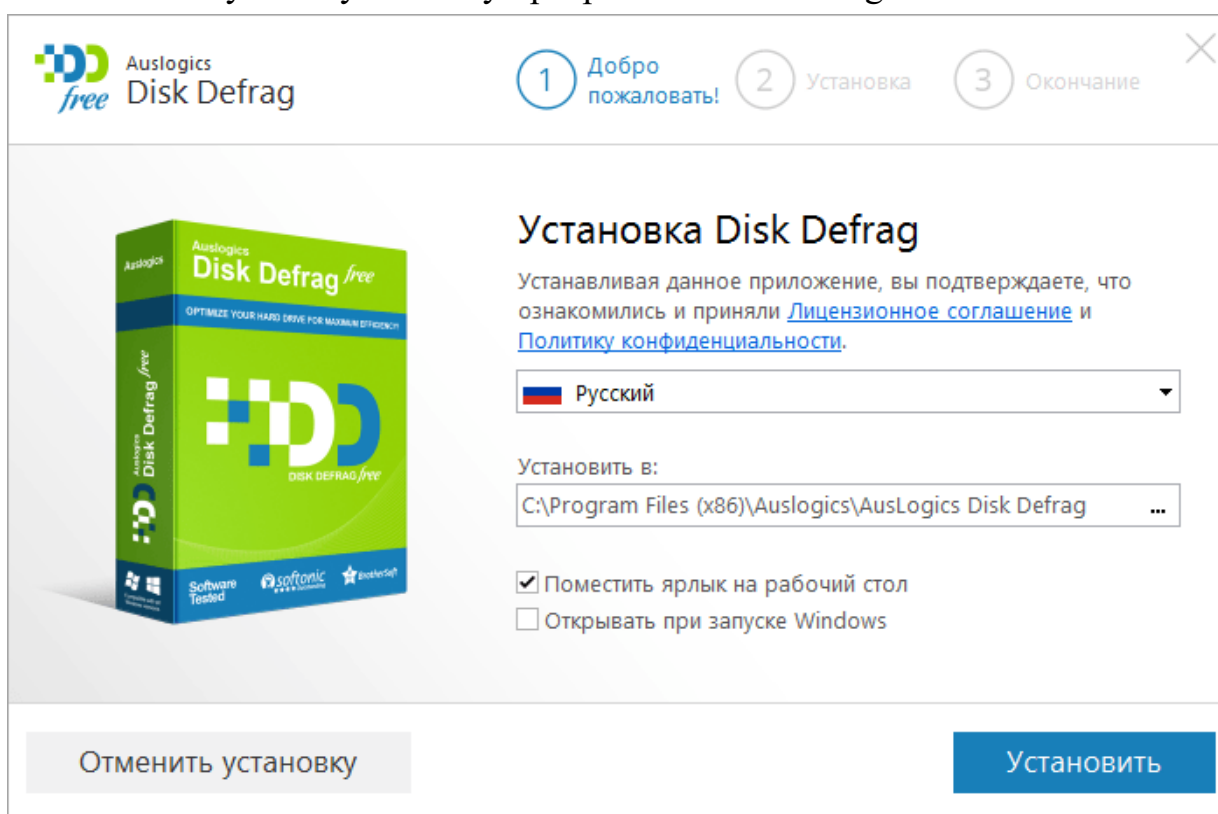 Auslogics
Disk Defrag
free
1
Добро
пожаловать!
2
Установка
3
Окончание
Auslogics
Auslogics
Disk Defrag free
OPTIMIZE YOUR HARD DRIVE FOR MAXIMUM EFFICIENCY
DISK DEFRAG free
Auslogics
Disk Defrag free
Software
Tested
softonic
BrotherSoft
Установка Disk Defrag
Устанавливая данное приложение, вы подтверждаете, что
ознакомились и приняли Лицензионное соглашение и
Политику конфиденциальности.
Русский
Установить в:
C:\Program Files (x86)\Auslogics\AusLogics Disk Defrag ...
Поместить ярлык на рабочий стол
Открывать при запуске Windows
Отменить установку
Установить